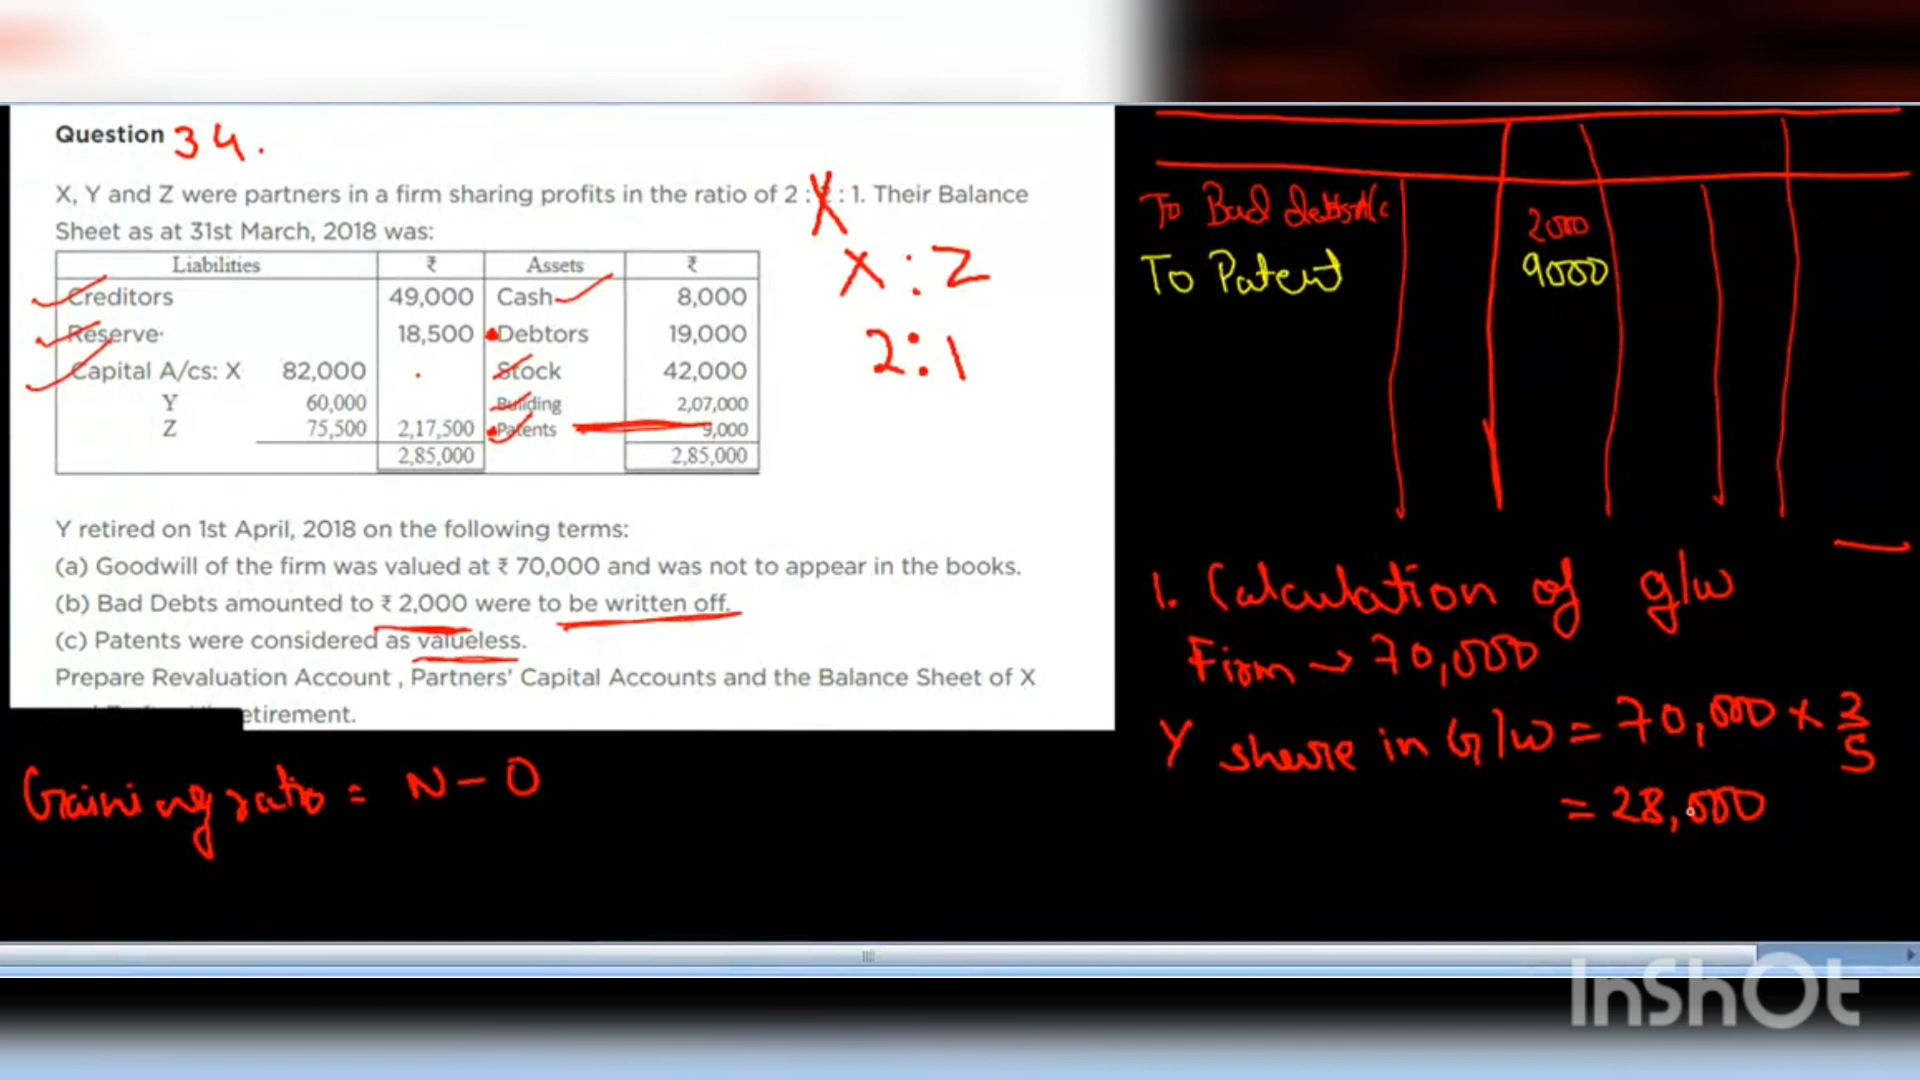 Question 34.
X, Y and Z were partners in a firm sharing profits in the ratio of 2 : 2 : 1. Their Balance
Sheet as at 31st March, 2018 was:
Liabilities ₹ Assets ₹
Creditors 49,000 Cash 8,000
Reserve 18,500 Debtors 19,000
Capital A/cs: X 82,000 Stock 42,000
Y 60,000 Building 2,07,000
Z 75,500 2,17,500 Patents 9,000
2,85,000 2,85,000
X : Z
2 : 1
Y retired on 1st April, 2018 on the following terms:
(a) Goodwill of the firm was valued at ₹ 70,000 and was not to appear in the books.
(b) Bad Debts amounted to ₹ 2,000 were to be written off.
(c) Patents were considered as valueless.
Prepare Revaluation Account , Partners' Capital Accounts and the Balance Sheet of X
etirement.
Gaining ratio = N - O
To Bad debts A/c 2000
To Patent 9000
1. Calculation of g/w
Firm → 70,000
Y share in G/W = 70,000 × 2/5
= 28,000
InShOt